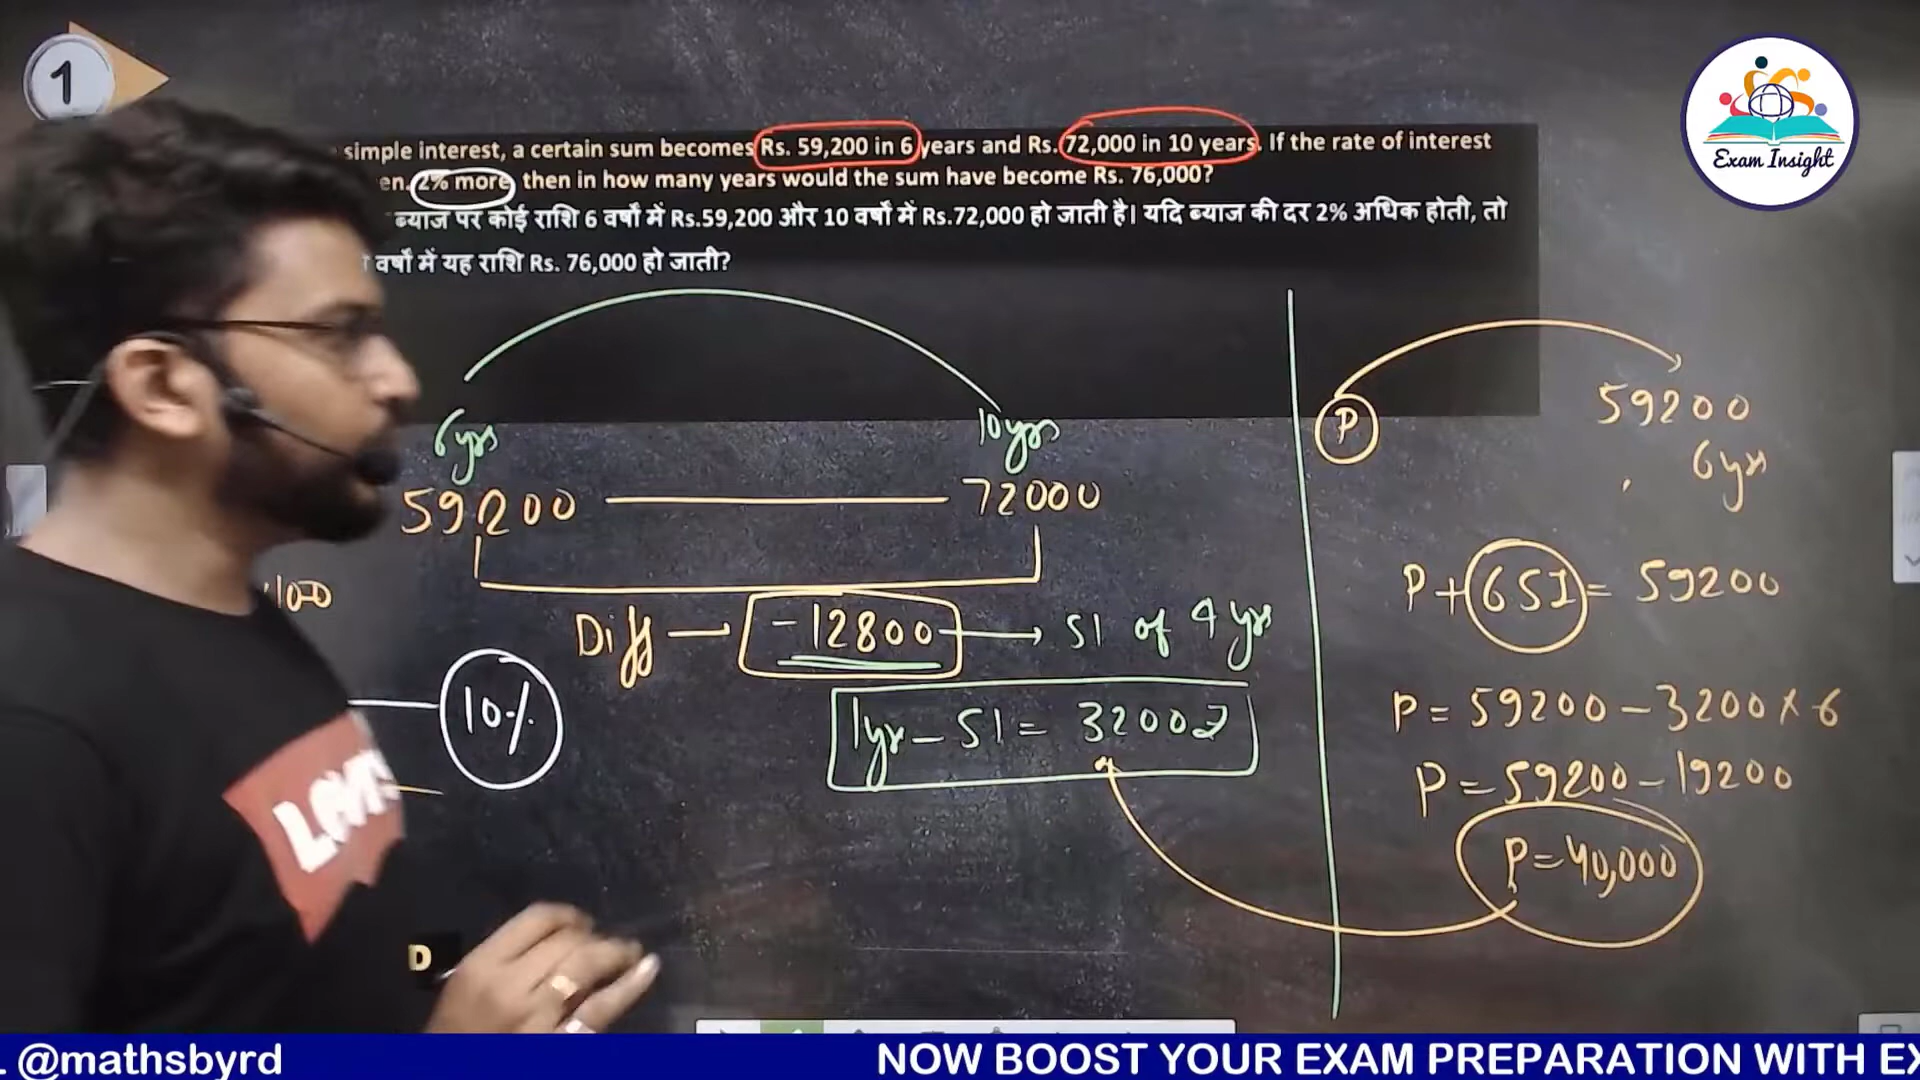 1
simple interest, a certain sum becomes Rs. 59,200 in 6 years and Rs. 72,000 in 10 years. If the rate of interest
en 2% more, then in how many years would the sum have become Rs. 76,000?
ब्याज पर कोई राशि 6 वर्षों में Rs.59,200 और 10 वर्षों में Rs.72,000 हो जाती है। यदि ब्याज की दर 2% अधिक होती, तो
वर्षों में यह राशि Rs. 76,000 हो जाती?
Exam Insight
6yrs
10yrs
59200 72000
Diff → -12800 → SI of 4 yrs
1yr - SI = 3200
100
10%
P
59200
6yrs
P+6SI = 59200
P = 59200 - 3200 × 6
P = 59200 - 19200
P = 40,000
D
@mathsbyrd
NOW BOOST YOUR EXAM PREPARATION WITH EX